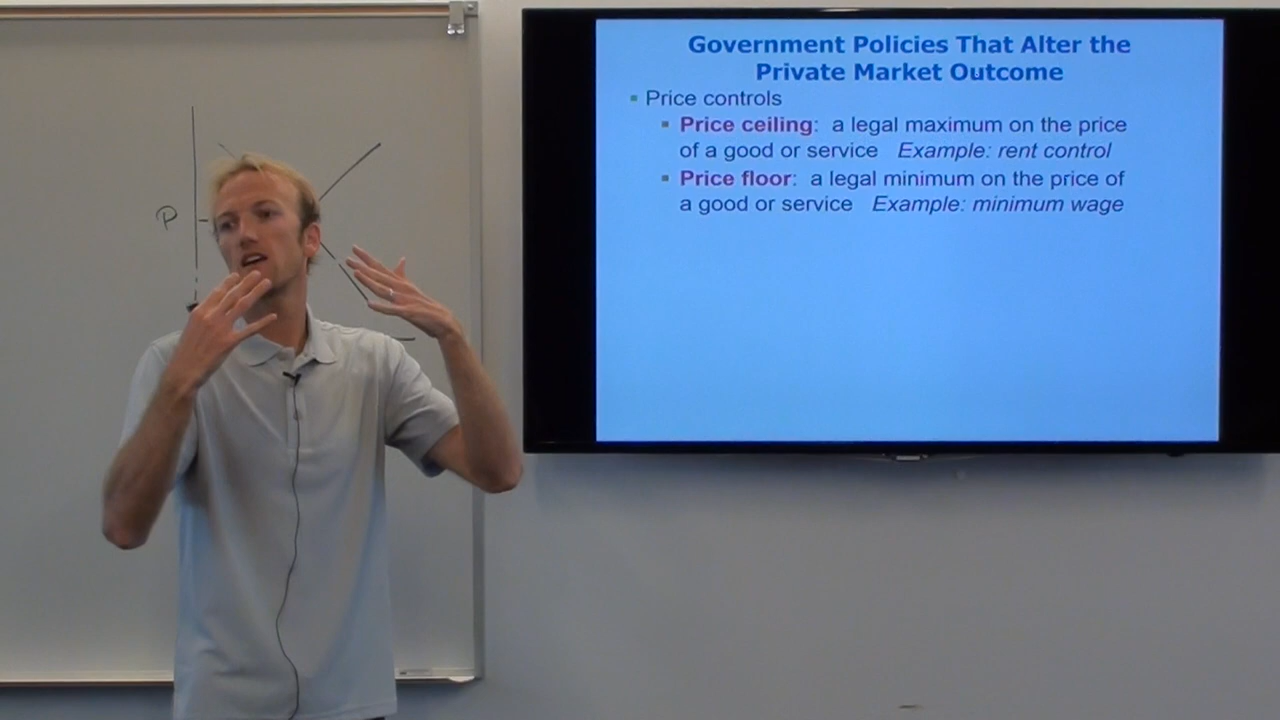 Government Policies That Alter the
Private Market Outcome
Price controls
Price ceiling: a legal maximum on the price
of a good or service Example: rent control
Price floor: a legal minimum on the price of
a good or service Example: minimum wage
P